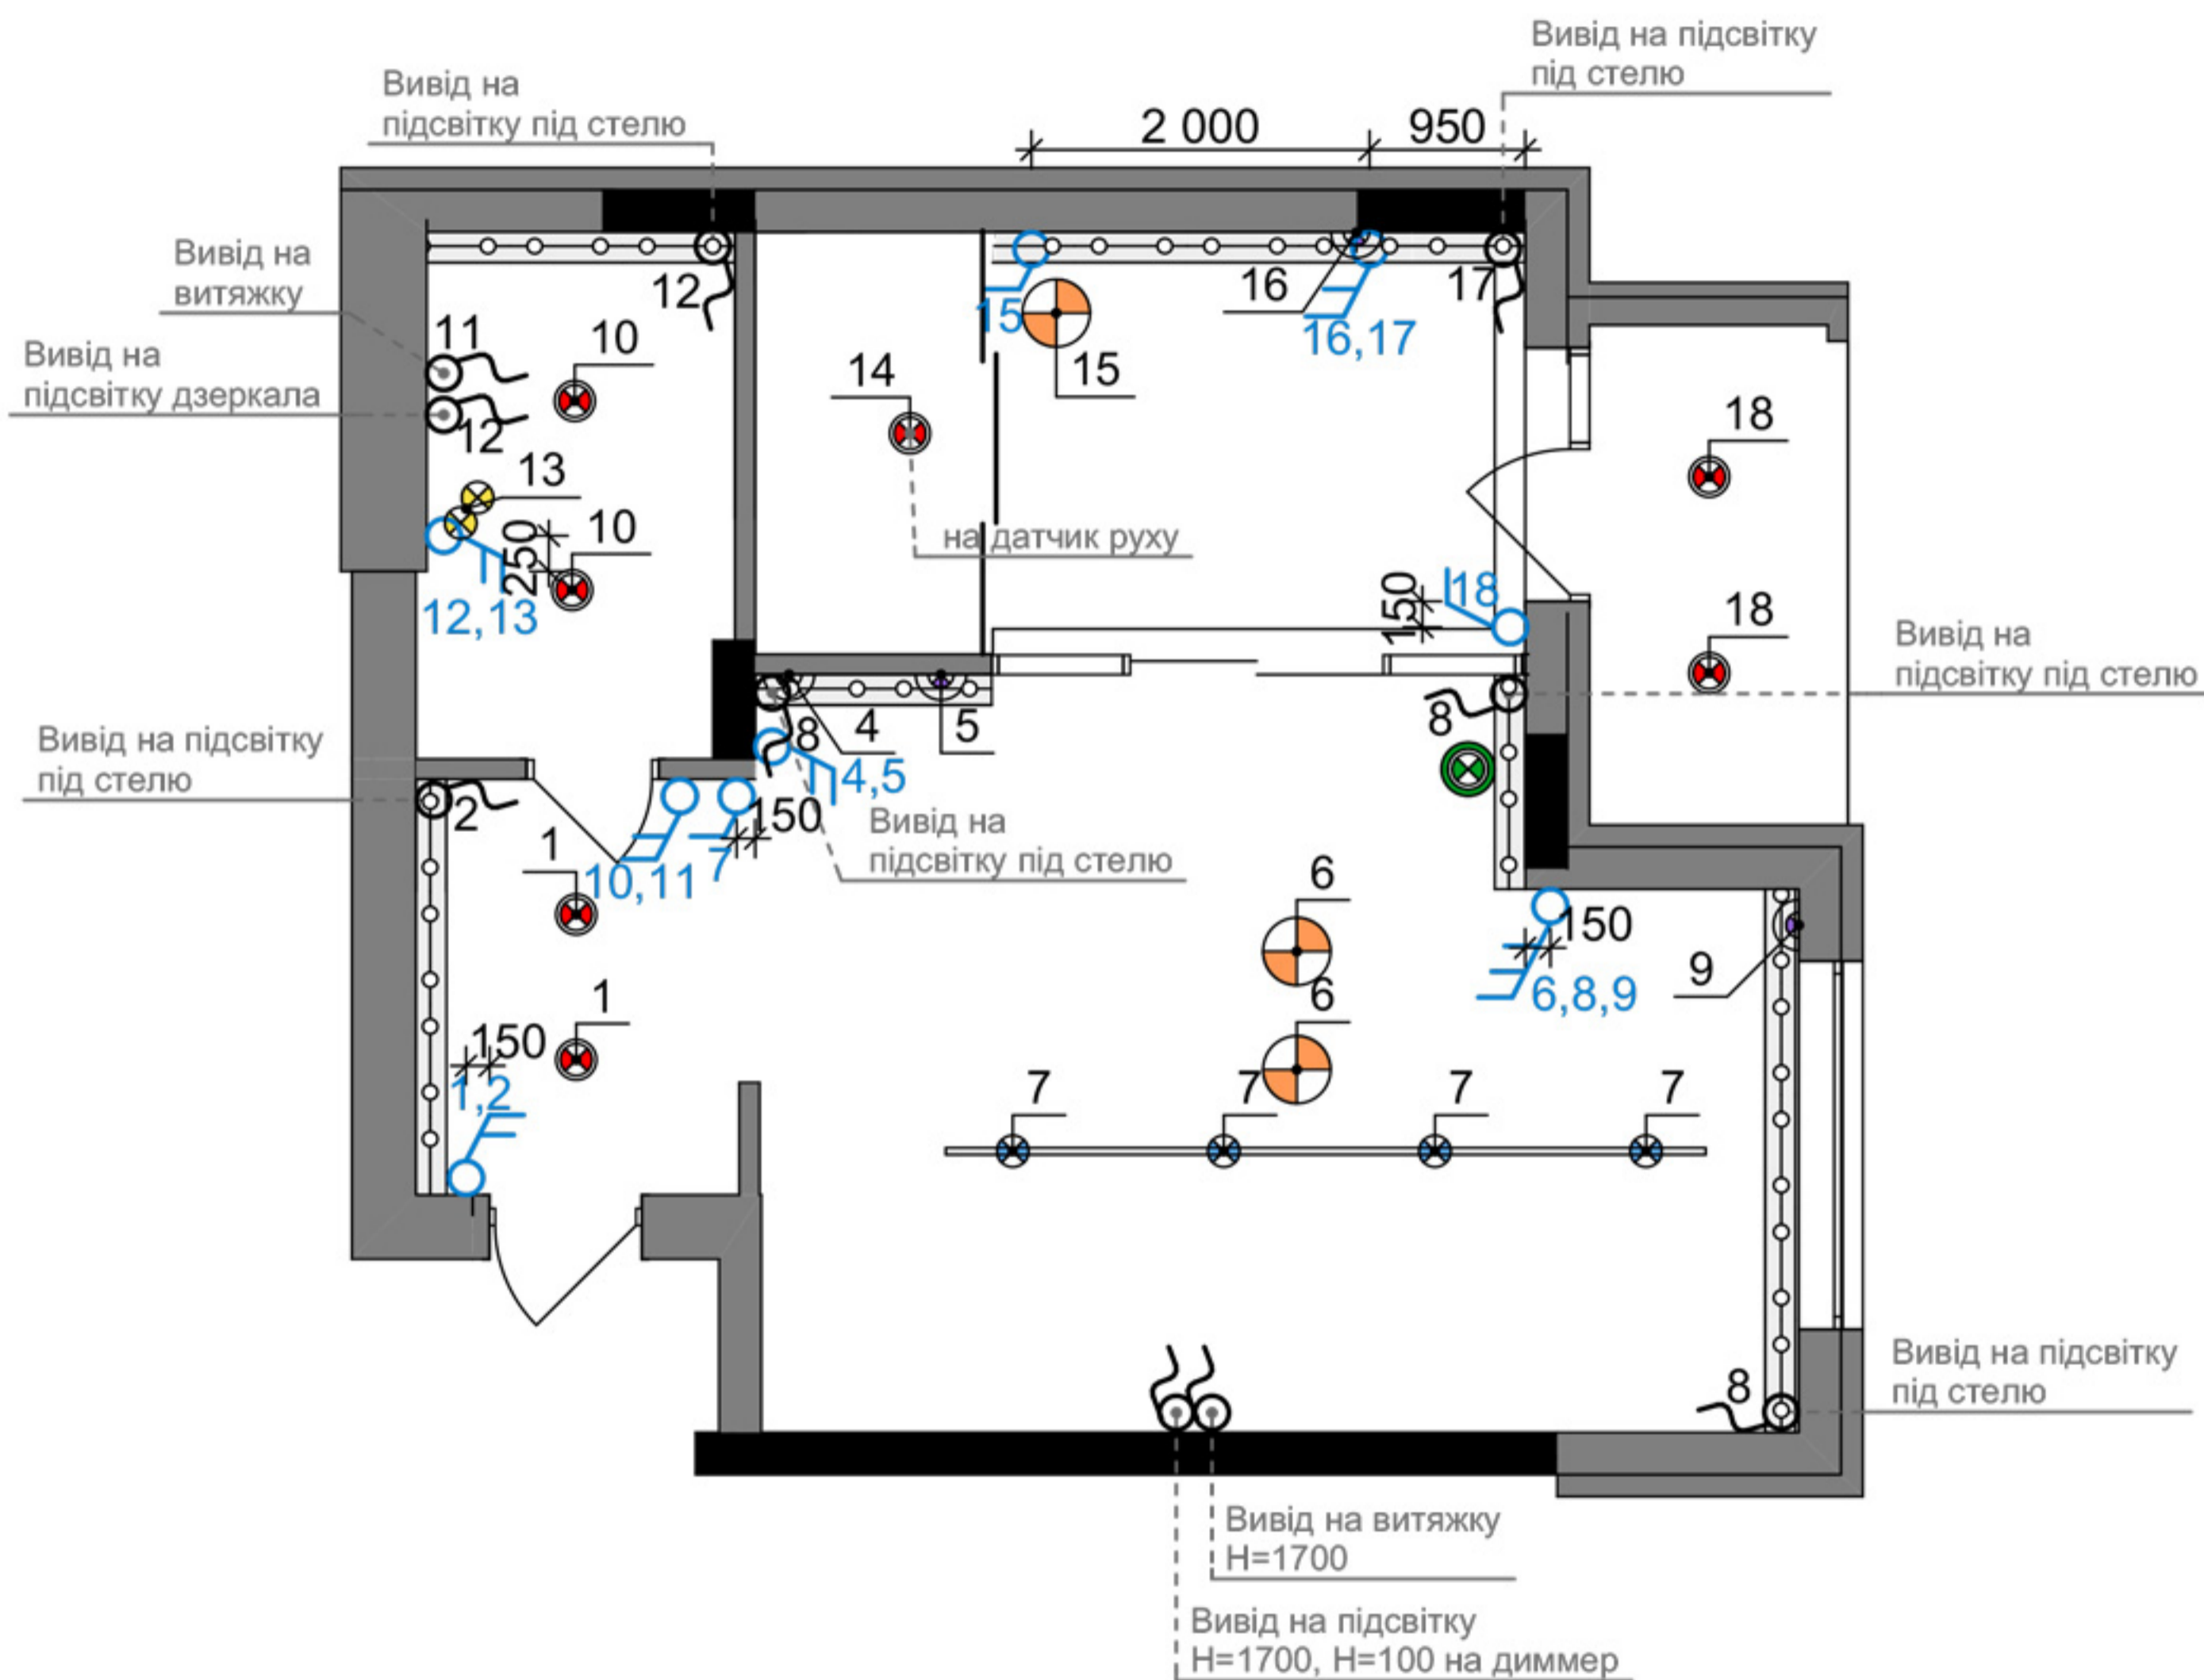 Вивід на підсвітку
під стелю
Вивід на
підсвітку під стелю
2 000
950
Вивід на
витяжку
12
16
17
15
16,17
11
10
14
15
Вивід на
підсвітку дзеркала
12
18
13
10
250
на датчик руху
12,13
150
18
18
Вивід на
підсвітку під стелю
8
4
5
8
Вивід на підсвітку
під стелю
4,5
2
150
Вивід на
підсвітку під стелю
1
10,11
7
6
150
9
1
6
6,8,9
150
1,2
7
7
7
7
Вивід на підсвітку
під стелю
8
Вивід на витяжку
H=1700
Вивід на підсвітку
H=1700, H=100 на диммер